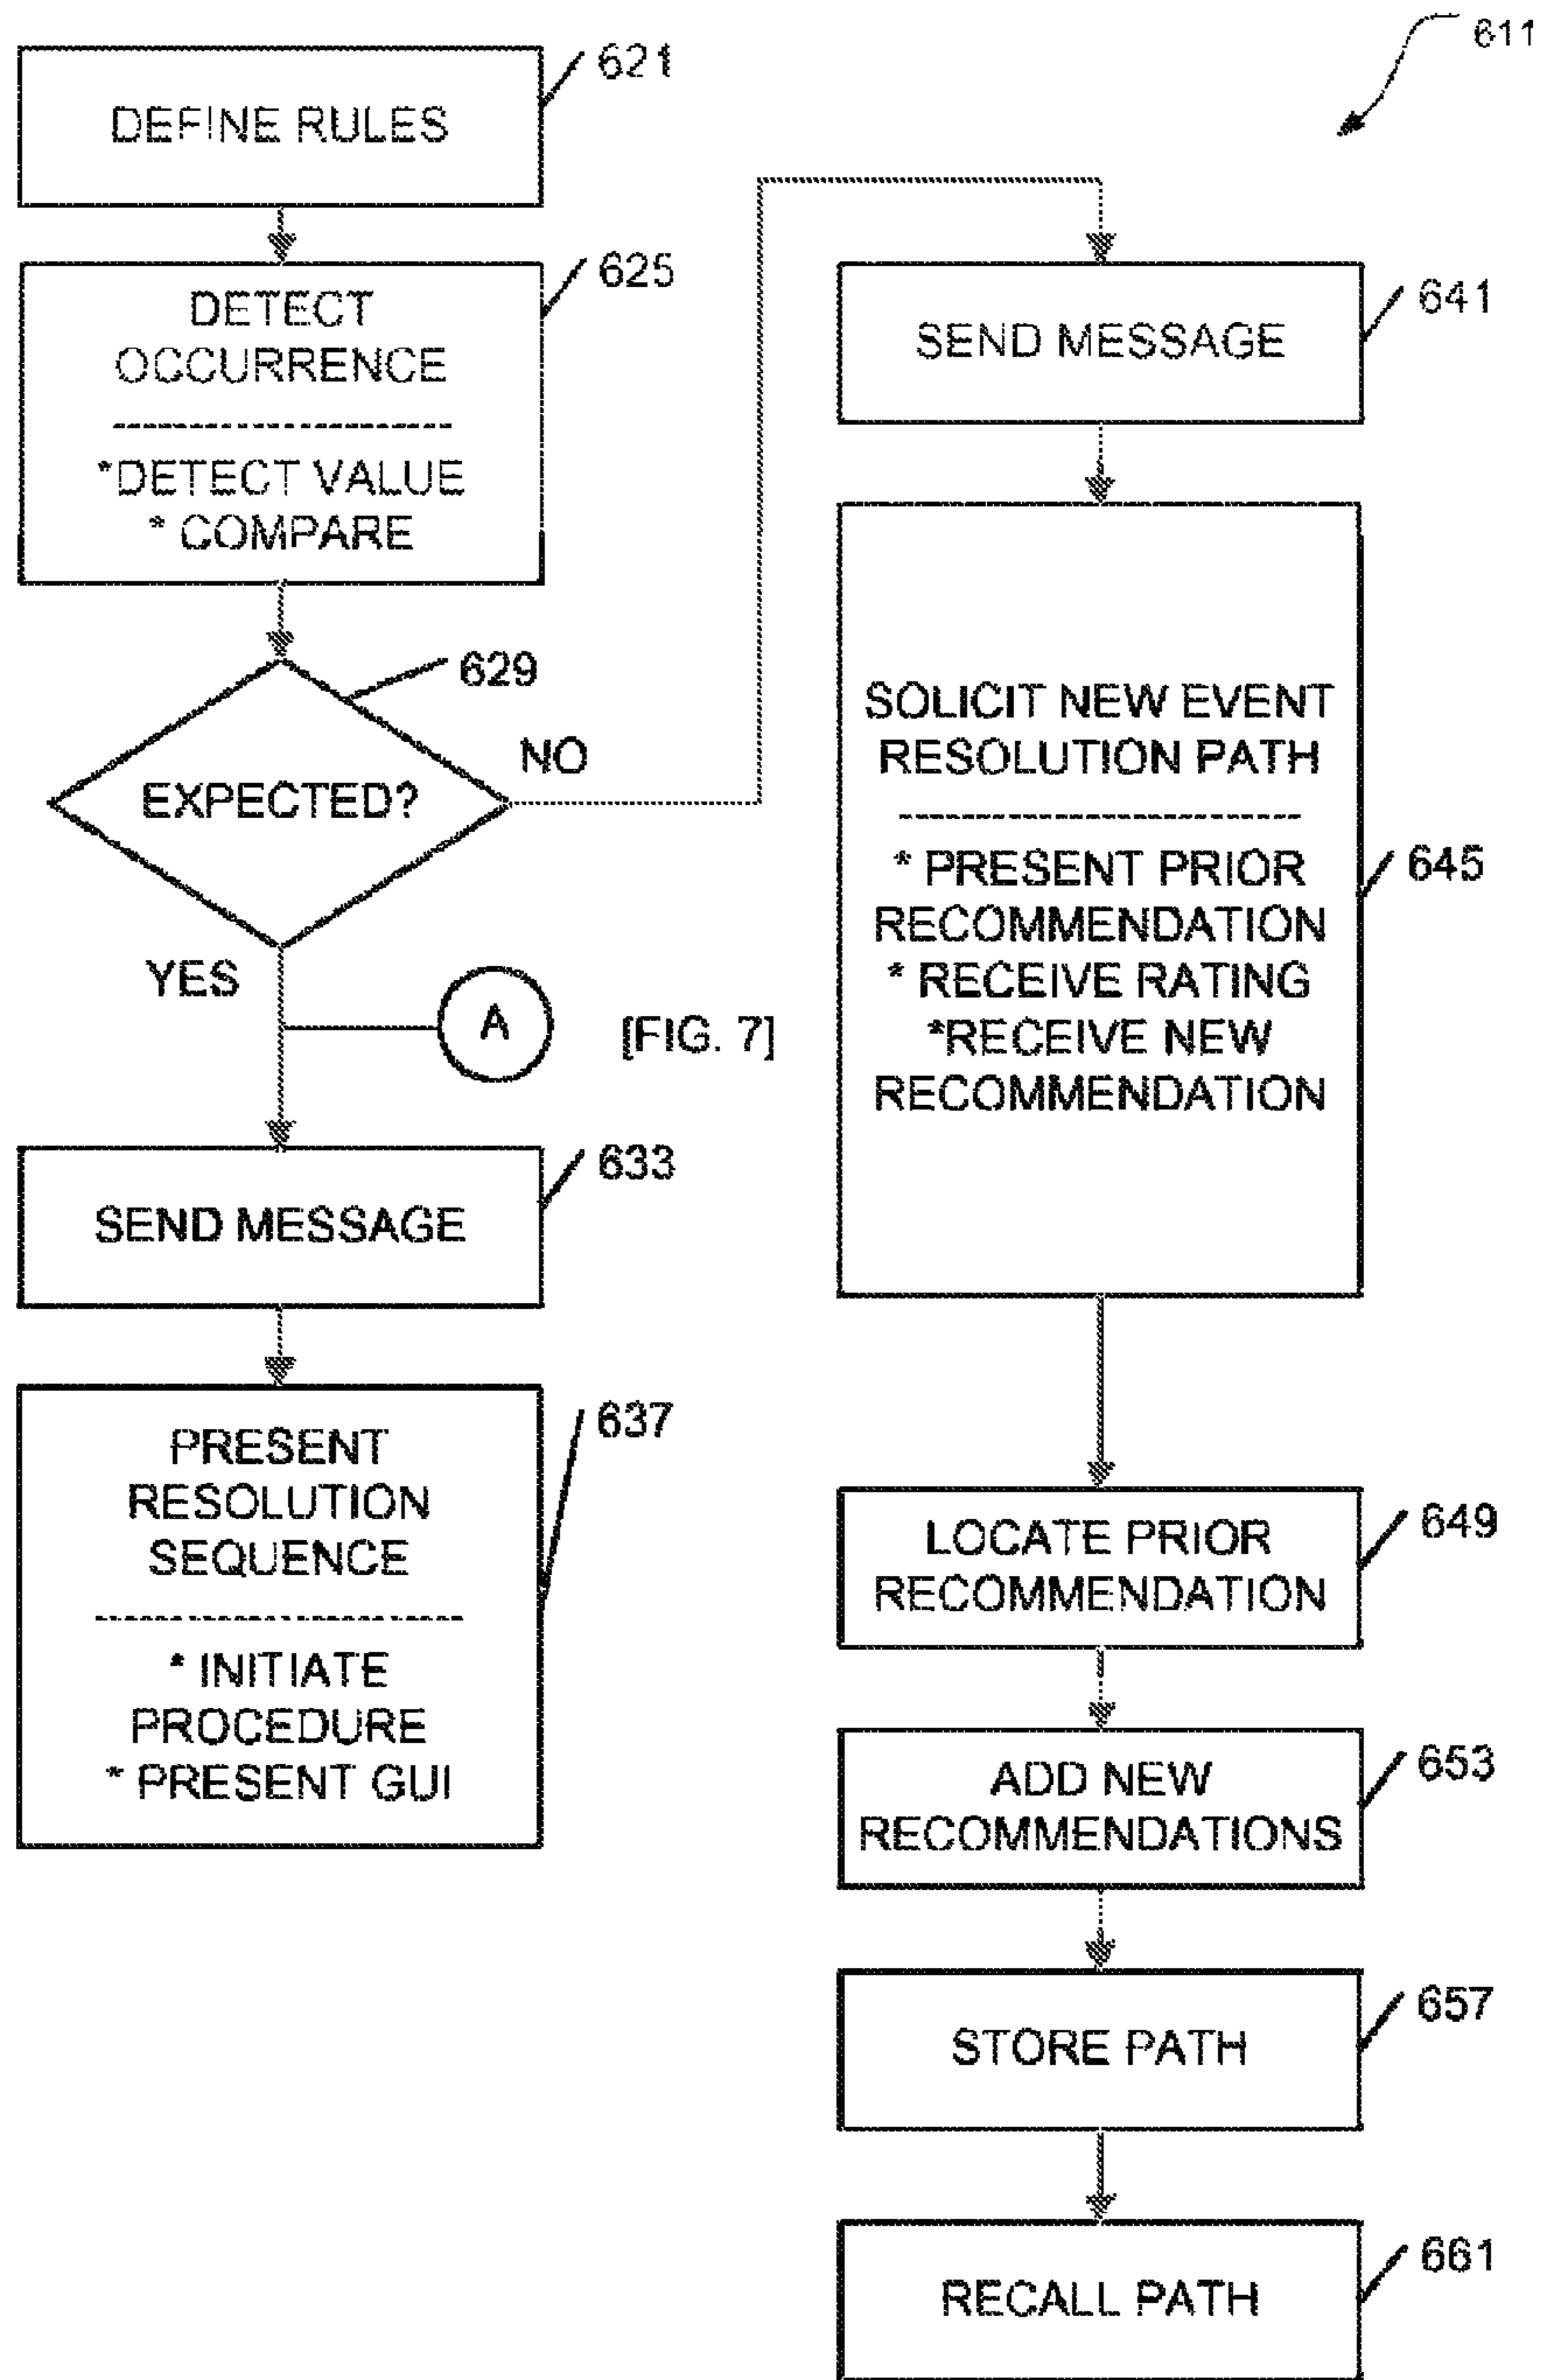 611
621
DEFINE RULES
625
DETECT
OCCURRENCE
*DETECT VALUE
* COMPARE
629
EXPECTED?
NO
YES
A
[FIG. 7]
633
SEND MESSAGE
637
PRESENT
RESOLUTION
SEQUENCE
* INITIATE
PROCEDURE
* PRESENT GUI
641
SEND MESSAGE
645
SOLICIT NEW EVENT
RESOLUTION PATH
* PRESENT PRIOR
RECOMMENDATION
* RECEIVE RATING
*RECEIVE NEW
RECOMMENDATION
649
LOCATE PRIOR
RECOMMENDATION
653
ADD NEW
RECOMMENDATIONS
657
STORE PATH
661
RECALL PATH